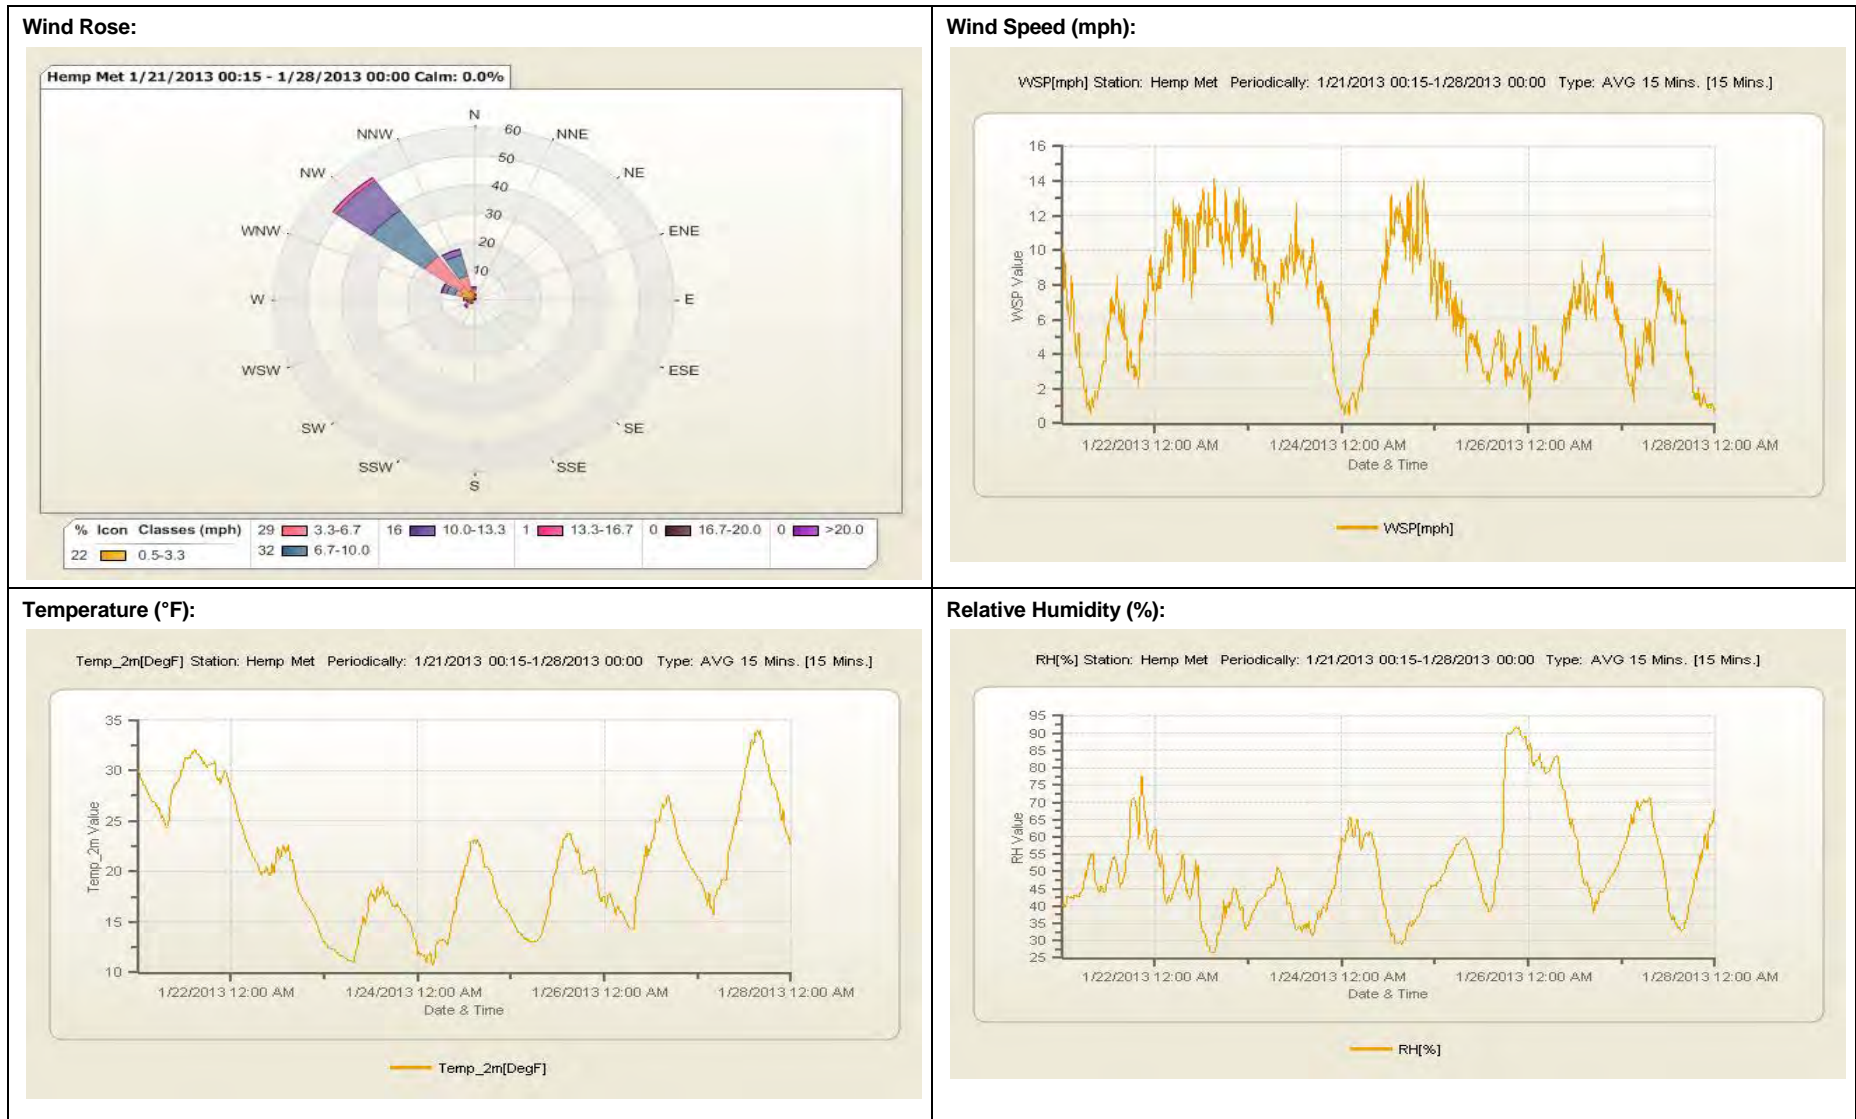 Wind Rose:
Hemp Met 1/21/2013 00:15 - 1/28/2013 00:00 Calm: 0.0%
N
NNW
60
NNE
50
NW
NE
40
30
WNW
ENE
20
10
W
E
WSW
ESE
SW
SE
SSW
SSE
S
% Icon Classes (mph)
22 0.5-3.3
29 3.3-6.7
32 6.7-10.0
16 10.0-13.3
1 13.3-16.7
0 16.7-20.0
0 >20.0
Wind Speed (mph):
WSP[mph] Station: Hemp Met Periodically: 1/21/2013 00:15-1/28/2013 00:00 Type: AVG 15 Mins. [15 Mins.]
16
14
12
10
8
6
4
2
0
WSP Value
1/22/2013 12:00 AM 1/24/2013 12:00 AM 1/26/2013 12:00 AM 1/28/2013 12:00 AM
Date & Time
WSP[mph]
Temperature (°F):
Temp_2m[DegF] Station: Hemp Met Periodically: 1/21/2013 00:15-1/28/2013 00:00 Type: AVG 15 Mins. [15 Mins.]
35
30
25
20
15
10
Temp_2m Value
1/22/2013 12:00 AM 1/24/2013 12:00 AM 1/26/2013 12:00 AM 1/28/2013 12:00 AM
Date & Time
Temp_2m[DegF]
Relative Humidity (%):
RH[%] Station: Hemp Met Periodically: 1/21/2013 00:15-1/28/2013 00:00 Type: AVG 15 Mins. [15 Mins.]
95
90
85
80
75
70
65
60
55
50
45
40
35
30
25
RH Value
1/22/2013 12:00 AM 1/24/2013 12:00 AM 1/26/2013 12:00 AM 1/28/2013 12:00 AM
Date & Time
RH[%]